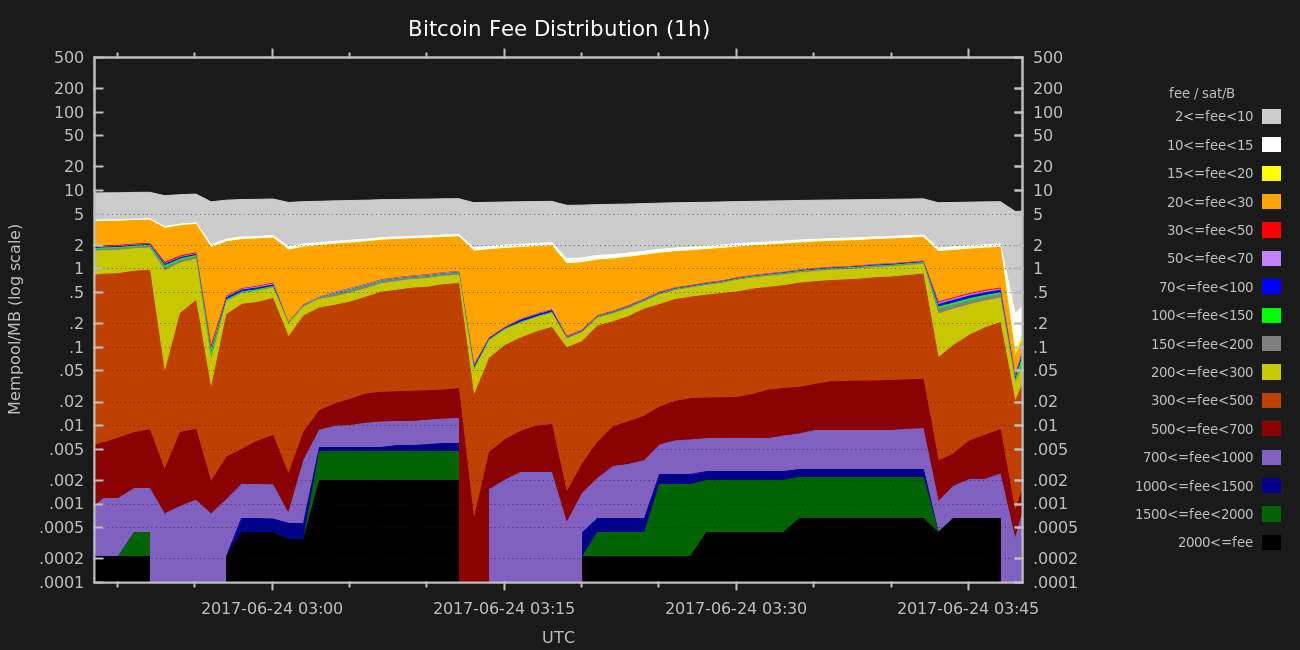 Bitcoin Fee Distribution (1h)
500
200
100
50
20
10
5
2
1
.5
.2
.1
.05
.02
.01
.005
.002
.001
.0005
.0002
.0001
Mempool/MB (log scale)
500
200
100
50
20
10
5
2
1
.5
.2
.1
.05
.02
.01
.005
.002
.001
.0005
.0002
.0001
2017-06-24 03:00
2017-06-24 03:15
2017-06-24 03:30
2017-06-24 03:45
UTC
fee / sat/B
2<=fee<10
10<=fee<15
15<=fee<20
20<=fee<30
30<=fee<50
50<=fee<70
70<=fee<100
100<=fee<150
150<=fee<200
200<=fee<300
300<=fee<500
500<=fee<700
700<=fee<1000
1000<=fee<1500
1500<=fee<2000
2000<=fee